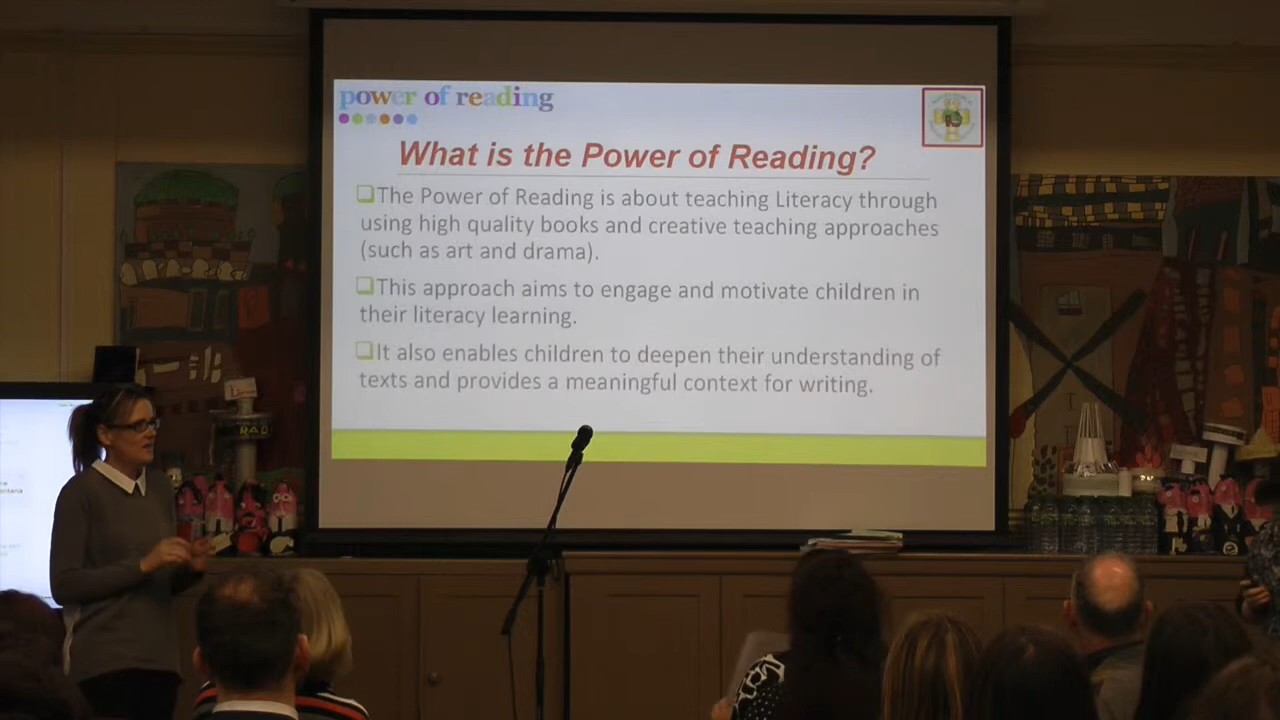 power of reading
What is the Power of Reading?
The Power of Reading is about teaching Literacy through
using high quality books and creative teaching approaches
(such as art and drama).
This approach aims to engage and motivate children in
their literacy learning.
It also enables children to deepen their understanding of
texts and provides a meaningful context for writing.